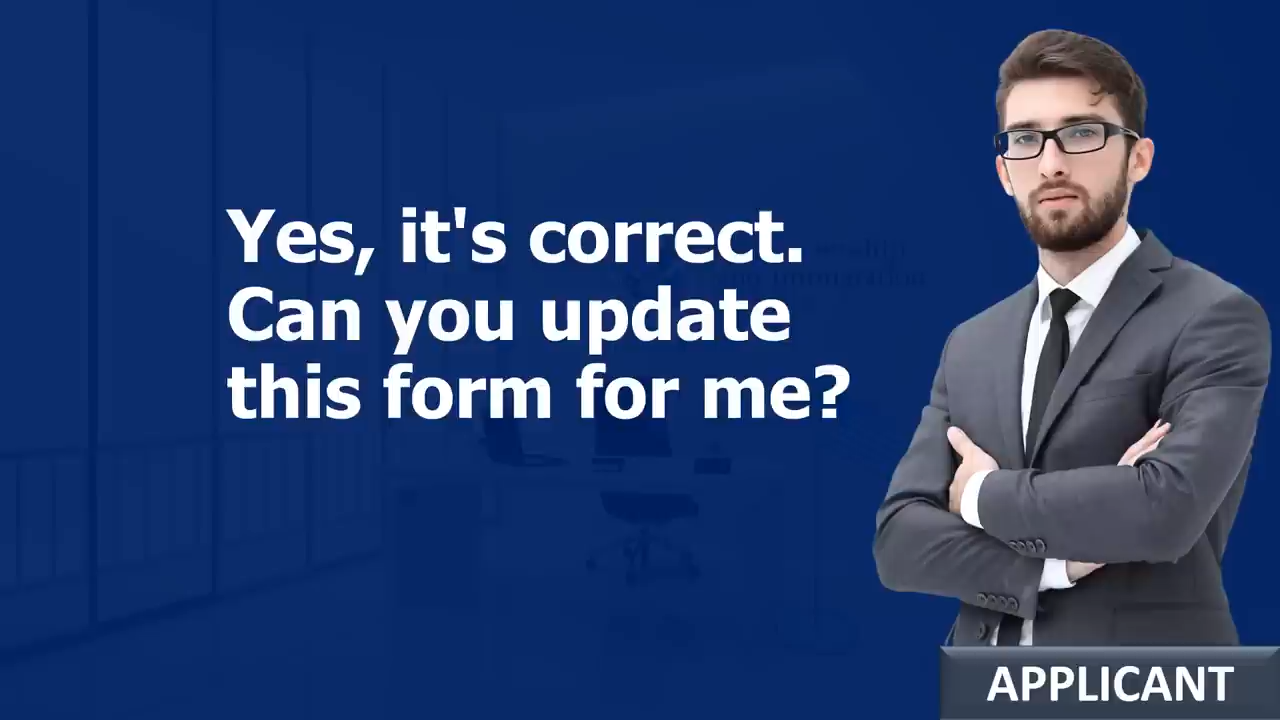 Yes, it's correct.
Can you update
this form for me?
APPLICANT